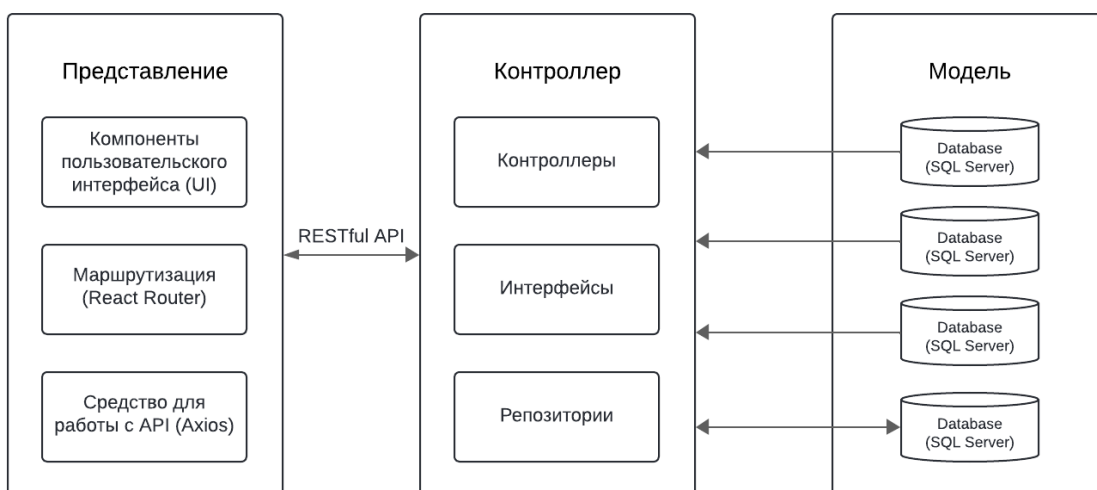 Представление
Компоненты
пользовательского
интерфейса (UI)
Маршрутизация
(React Router)
Средство для
работы с API (Axios)
RESTful API
Контроллер
Контроллеры
Интерфейсы
Репозитории
Модель
Database
(SQL Server)
Database
(SQL Server)
Database
(SQL Server)
Database
(SQL Server)